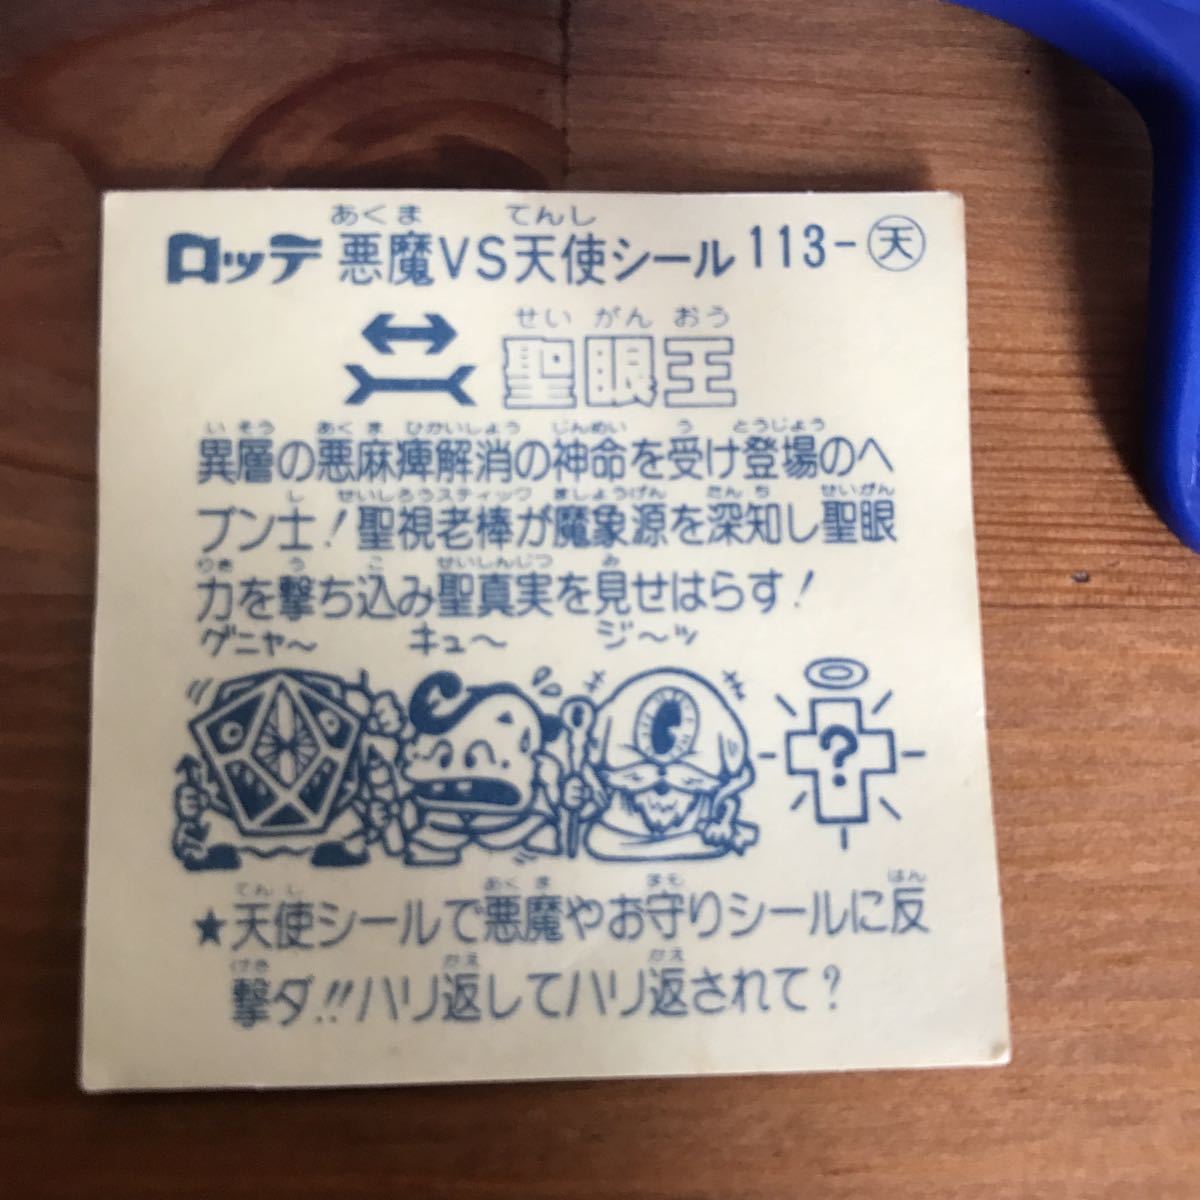 あくま てんし
ロッテ 悪魔VS天使シール 113-天
せいがんおう
聖眼王
いそう あくま ひかいしょう じんめい う とうじょう
異層の悪麻痺解消の神命を受け登場のヘ
し せいしろうスティック ましょうげん たんち せいがん
ブン士!聖視老棒が魔象源を深知し聖眼
りき う こ せいしんじつ み
力を撃ち込み聖真実を見せはらす!
ゲニャ〜 キュ〜 ジ〜ッ
?
てんし あくま まも はん
★天使シールで悪魔やお守りシールに反
げき かえ かえ
撃ダ!!ハリ返してハリ返されて?